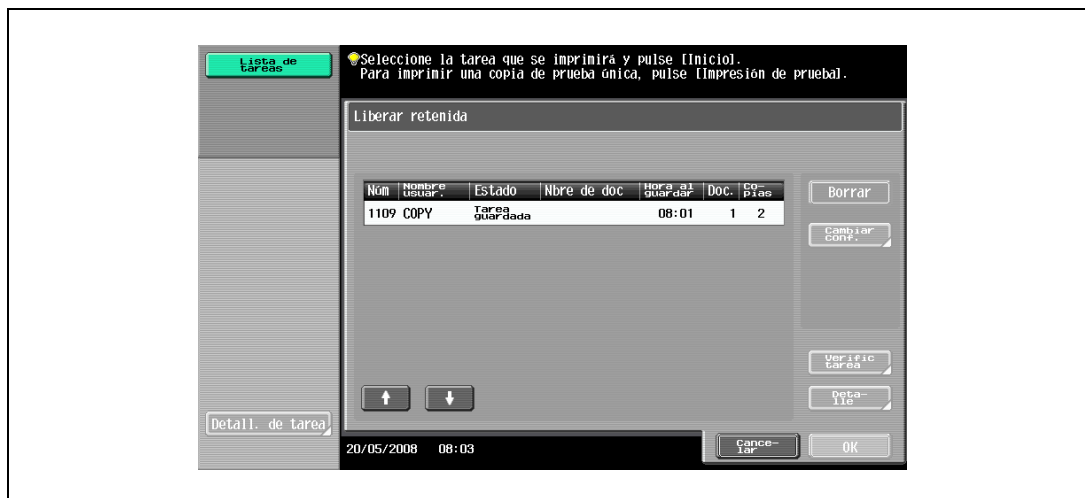 Lista de
tareas
Seleccione la tarea que se imprimirá y pulse [Inicio].
Para imprimir una copia de prueba única, pulse [Impresión de prueba].
Liberar retenida
Núm Nombre usuar. Estado Nbre de doc Hora al guardar Doc. Co-pias
1109 COPY Tarea guardada 08:01 1 2
Borrar
Cambiar
conf.
Verific
tarea
Deta-
lle
Detall. de tarea
20/05/2008 08:03
Cance-
lar
OK